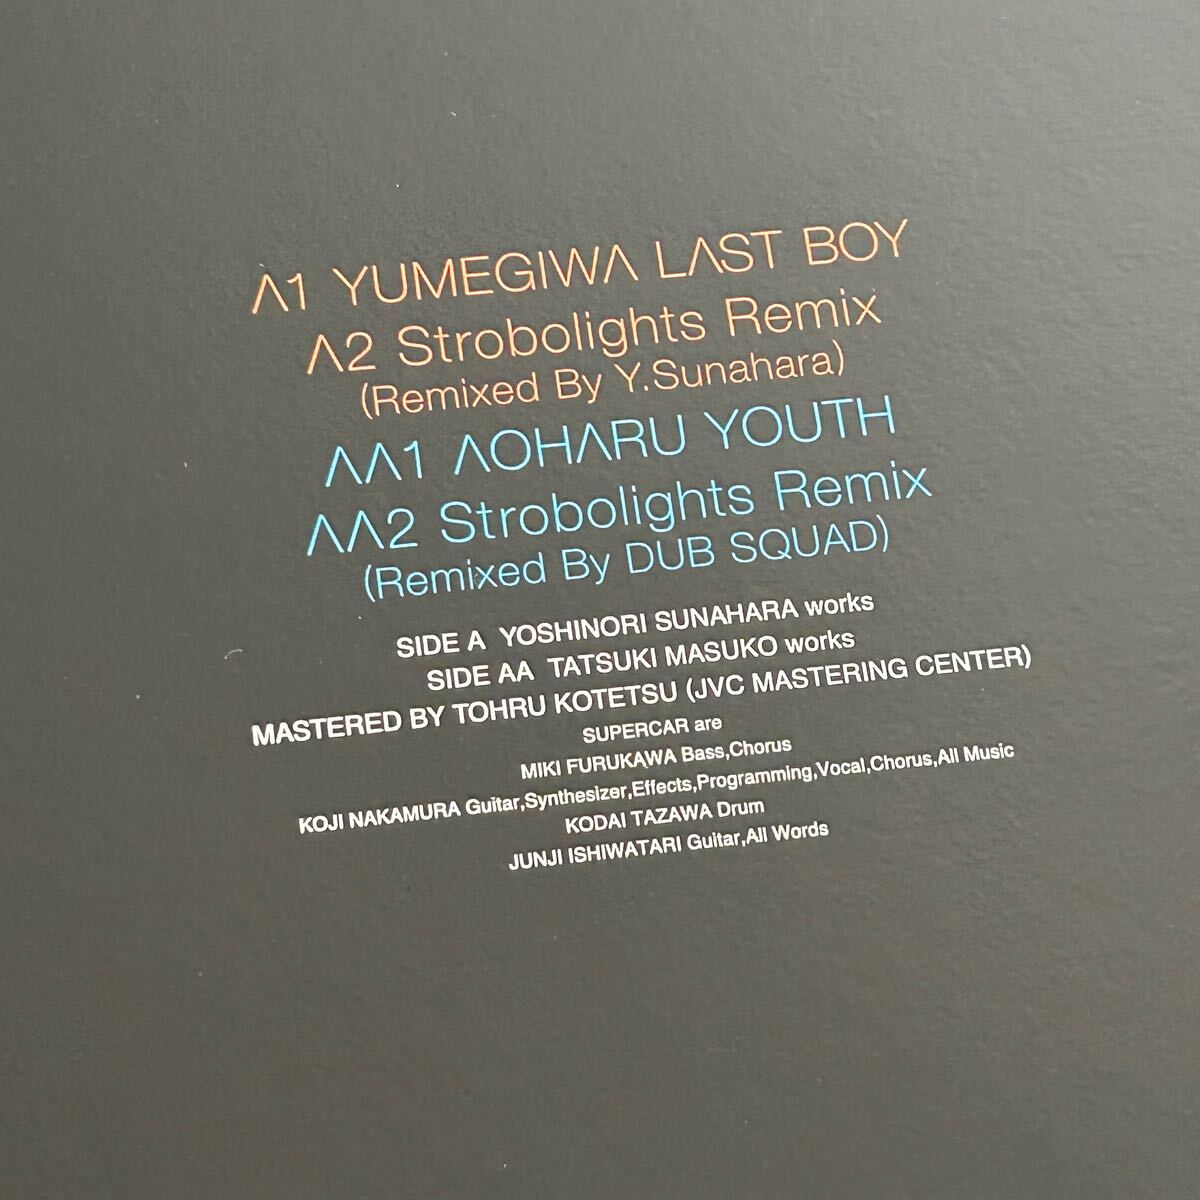 Λ1 YUMEGIWΛ LΛST BOY
Λ2 Strobolights Remix
(Remixed By Y.Sunahara)
ΛΛ1 ΛOHΛRU YOUTH
ΛΛ2 Strobolights Remix
(Remixed By DUB SQUAD)
SIDE A YOSHINORI SUNAHARA works
SIDE AA TATSUKI MASUKO works
MASTERED BY TOHRU KOTETSU (JVC MASTERING CENTER)
SUPERCAR are
MIKI FURUKAWA Bass,Chorus
KOJI NAKAMURA Guitar,Synthesizer,Effects,Programming,Vocal,Chorus,All Music
KODAI TAZAWA Drum
JUNJI ISHIWATARI Guitar,All Words